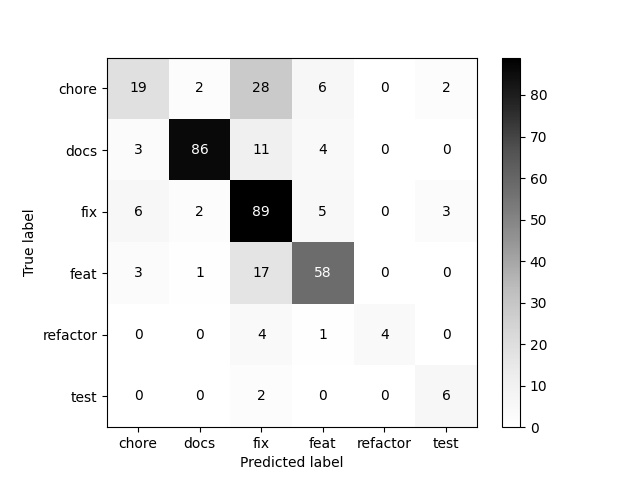 chore 19 2 28 6 0 2
docs 3 86 11 4 0 0
fix 6 2 89 5 0 3
feat 3 1 17 58 0 0
refactor 0 0 4 1 4 0
test 0 0 2 0 0 6
chore docs fix feat refactor test
Predicted label
True label
80
70
60
50
40
30
20
10
0